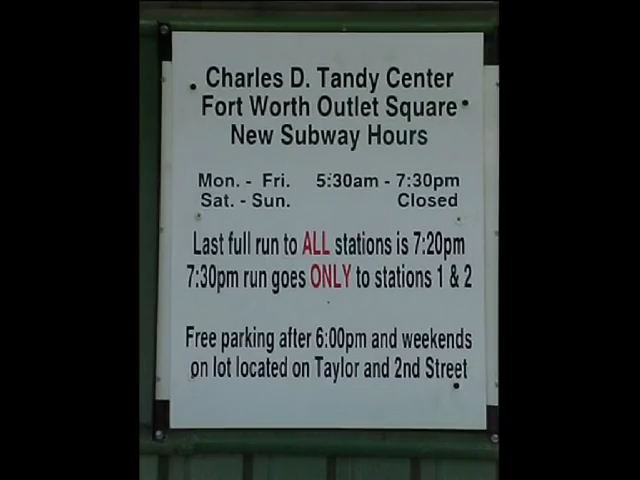 Charles D. Tandy Center
Fort Worth Outlet Square
New Subway Hours
Mon. - Fri. 5:30am - 7:30pm
Sat. - Sun. Closed
Last full run to ALL stations is 7:20pm
7:30pm run goes ONLY to stations 1 & 2
Free parking after 6:00pm and weekends
on lot located on Taylor and 2nd Street